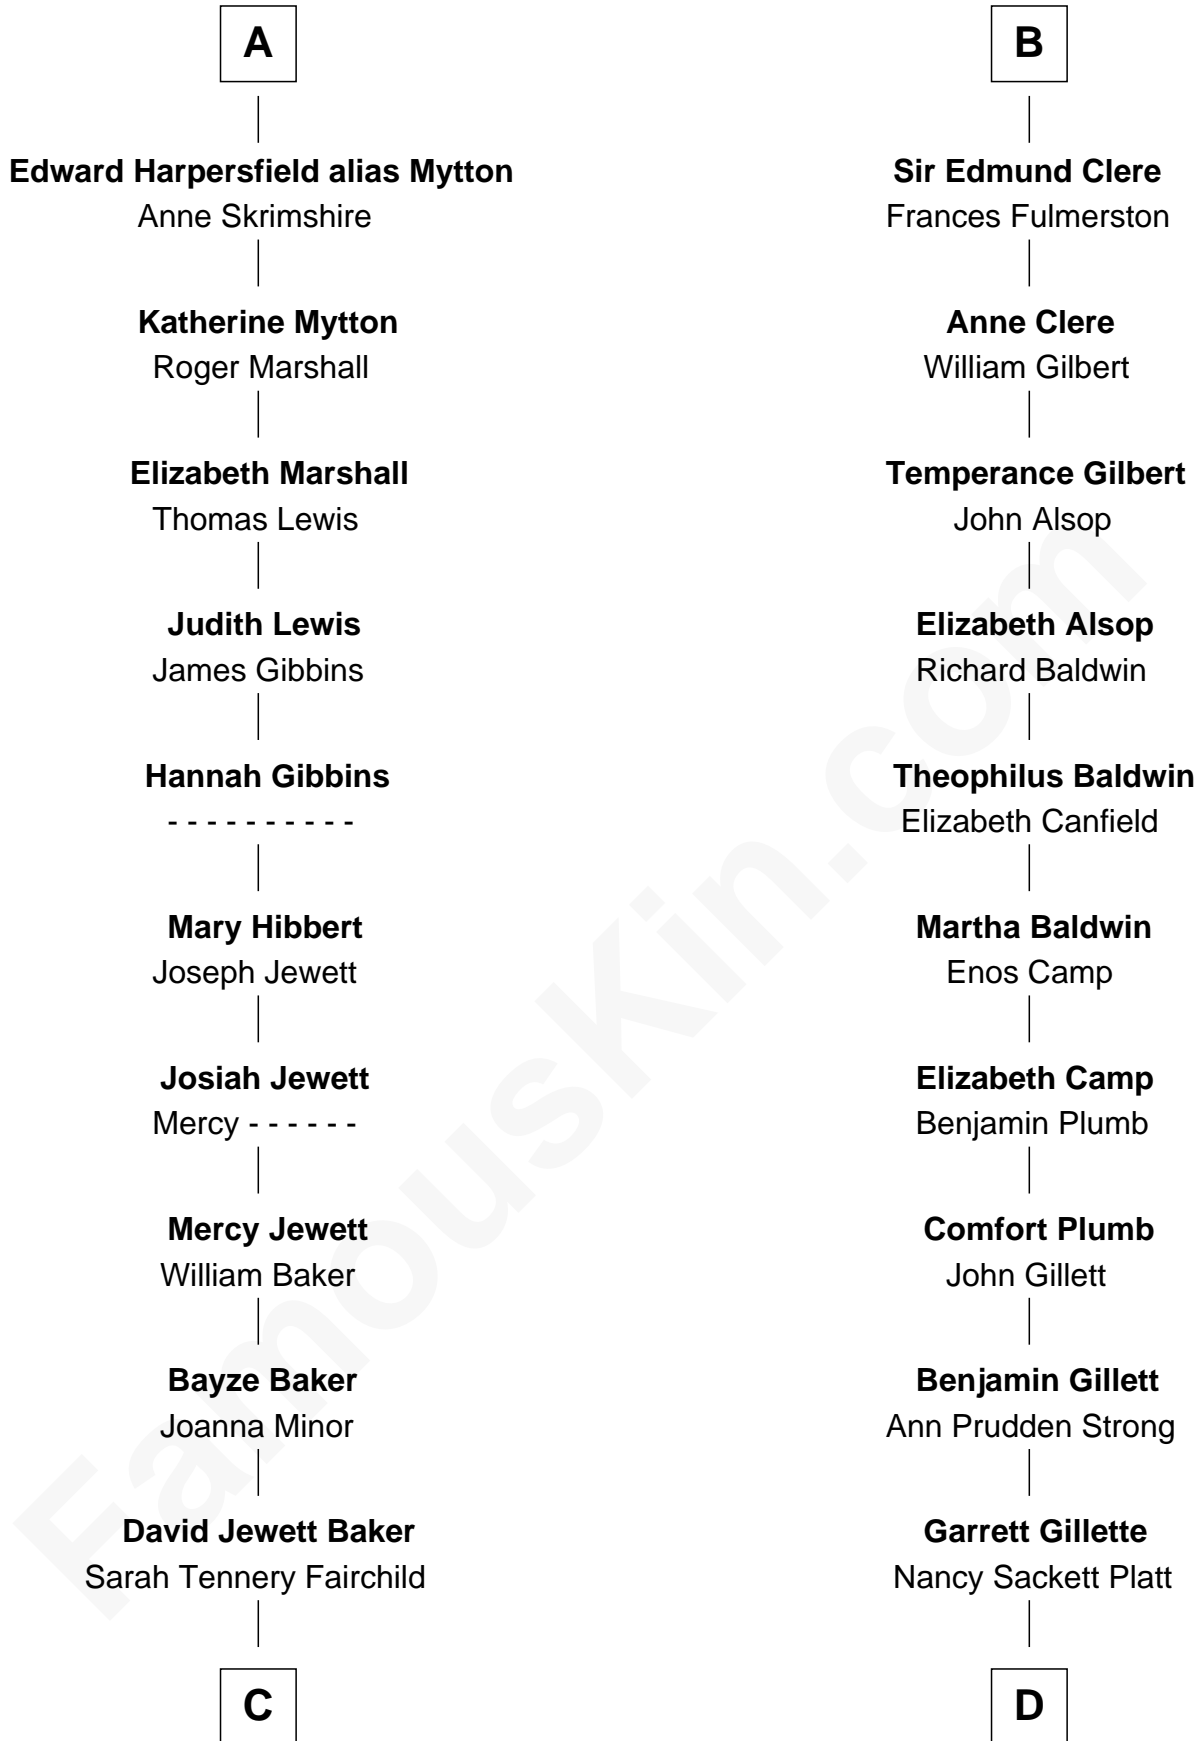 A
Edward Harpersfield alias Mytton
Anne Skrimshire
Katherine Mytton
Roger Marshall
Elizabeth Marshall
Thomas Lewis
Judith Lewis
James Gibbins
Hannah Gibbins
- - - - - - - - - -
Mary Hibbert
Joseph Jewett
Josiah Jewett
Mercy - - - - - -
Mercy Jewett
William Baker
Bayze Baker
Joanna Minor
David Jewett Baker
Sarah Tennery Fairchild
C
B
Sir Edmund Clere
Frances Fulmerston
Anne Clere
William Gilbert
Temperance Gilbert
John Alsop
Elizabeth Alsop
Richard Baldwin
Theophilus Baldwin
Elizabeth Canfield
Martha Baldwin
Enos Camp
Elizabeth Camp
Benjamin Plumb
Comfort Plumb
John Gillett
Benjamin Gillett
Ann Prudden Strong
Garrett Gillette
Nancy Sackett Platt
D
FamousKin.com